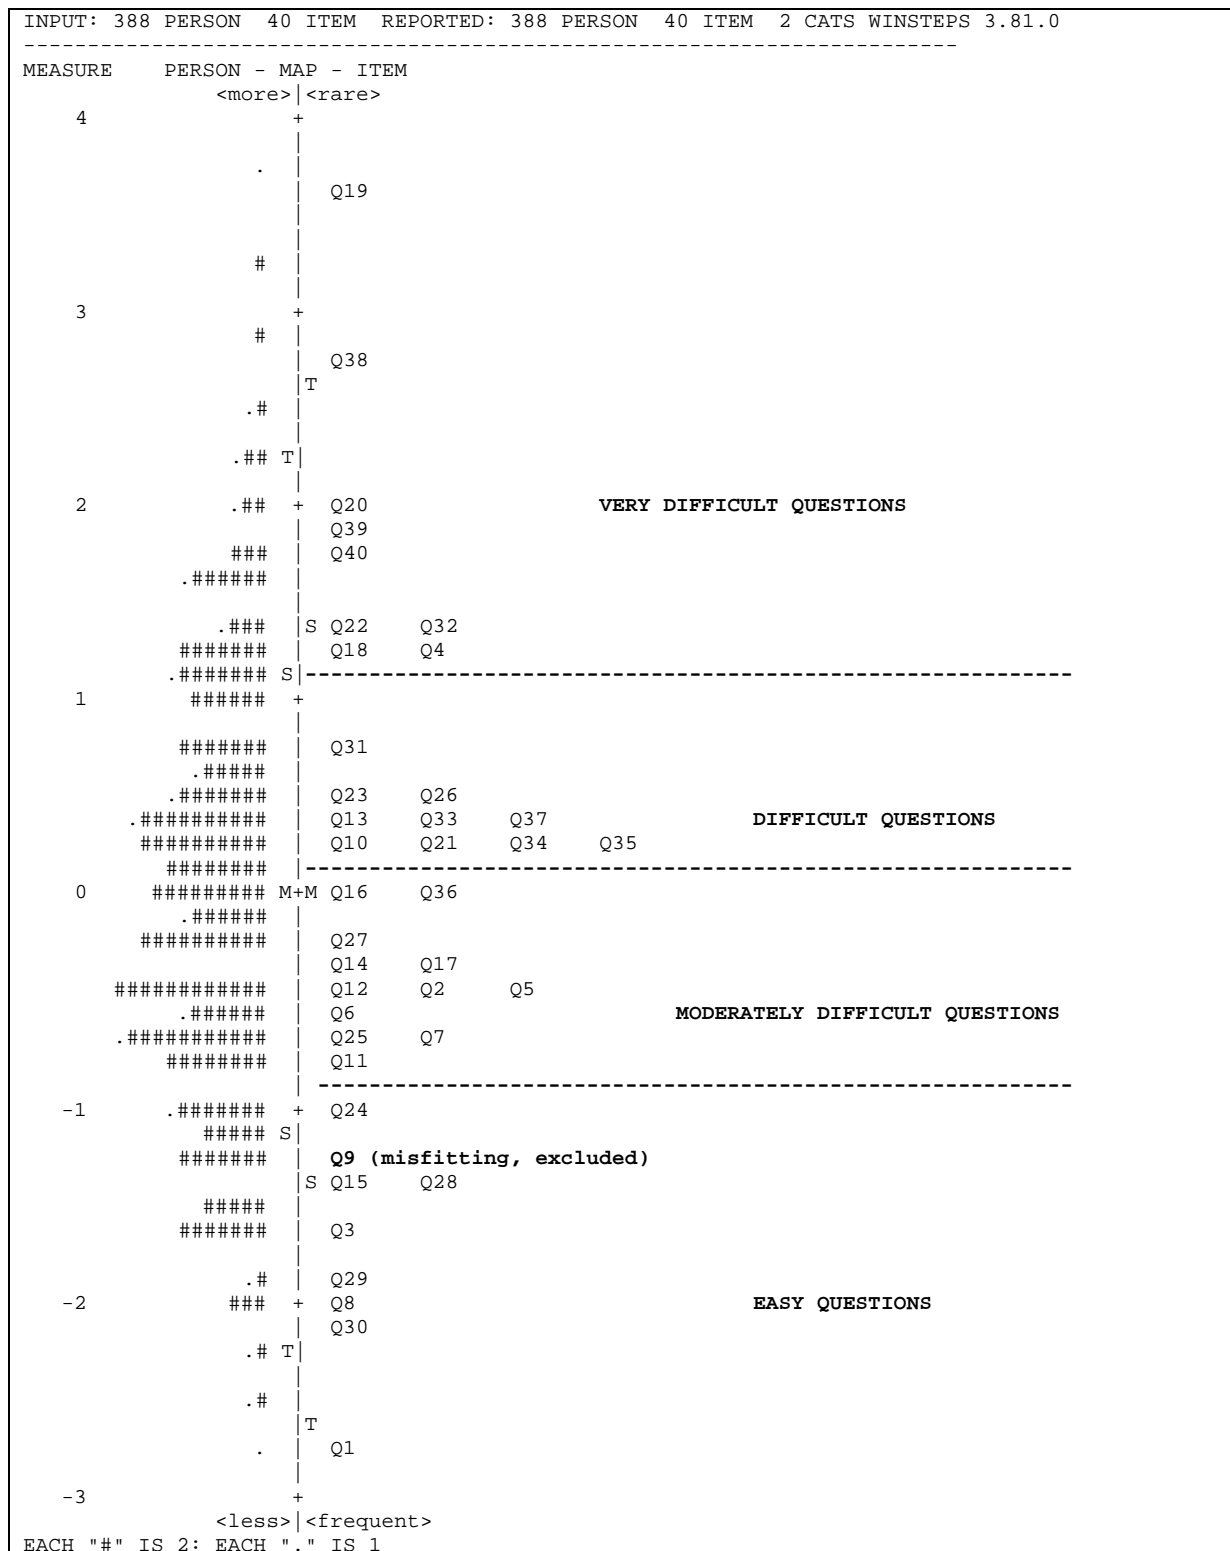 INPUT: 388 PERSON  40 ITEM  REPORTED: 388 PERSON  40 ITEM  2 CATS WINSTEPS 3.81.0
--------------------------------------------------------------------------
MEASURE    PERSON - MAP - ITEM
               <more>|<rare>
    4                +
                     |
                  .  |
                     |  Q19
                     |
                     |
                  #  |
                     |
    3                +
                  #  |
                     |  Q38
                     |T
                 .#  |
                     |
                .## T|
                     |
    2           .##  +  Q20                  VERY DIFFICULT QUESTIONS
                     |  Q39
                ###  |  Q40
            .######  |
                     |
               .###  |S Q22    Q32
            #######  |  Q18    Q4
           .####### S|-------------------------------------------------------------
    1        ######  +
                     |
            #######  |  Q31
             .#####  |
           .#######  |  Q23    Q26
        .##########  |  Q13    Q33    Q37                 DIFFICULT QUESTIONS
         ##########  |  Q10    Q21    Q34    Q35
           ########  |-------------------------------------------------------------
    0     ######### M+M Q16    Q36
            .######  |
         ##########  |  Q27
                     |  Q14    Q17
       ############  |  Q12    Q2     Q5
            .######  |  Q6                          MODERATELY DIFFICULT QUESTIONS
       .###########  |  Q25    Q7
           ########  |  Q11
                     | ------------------------------------------------------------
   -1      .#######  +  Q24
              ##### S|
            #######  |  Q9 (misfitting, excluded)
                     |S Q15    Q28
              #####  |
            #######  |  Q3
                     |
                 .#  |  Q29
   -2           ###  +  Q8                                EASY QUESTIONS
                     |  Q30
                 .# T|
                     |
                 .#  |
                     |T
                  .  |  Q1
                     |
   -3                +
               <less>|<frequent>
EACH "#" IS 2: EACH "." IS 1